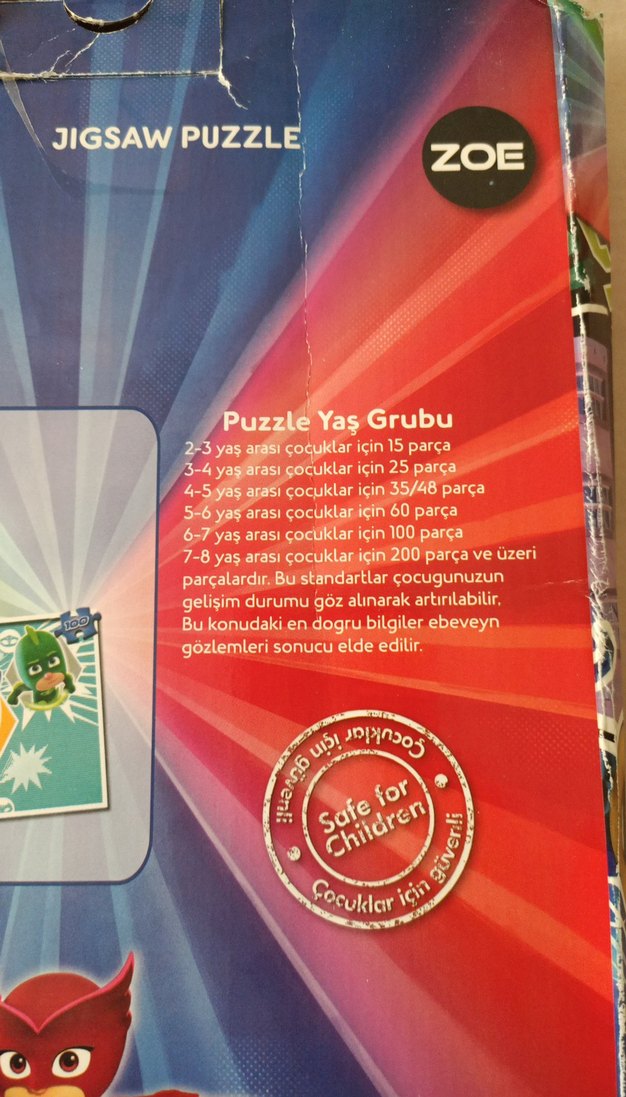 JIGSAW PUZZLE
ZOE
Puzzle Yaş Grubu
2-3 yaş arası çocuklar için 15 parça
3-4 yaş arası çocuklar için 25 parça
4-5 yaş arası çocuklar için 35/48 parça
5-6 yaş arası çocuklar için 60 parça
6-7 yaş arası çocuklar için 100 parça
7-8 yaş arası çocuklar için 200 parça ve üzeri
parçalardır. Bu standartlar çocugunuzun
gelişim durumu göz alınarak artırılabilir.
Bu konudaki en dogru bilgiler ebeveyn
gözlemleri sonucu elde edilir.
100
Çocuklar için güvenli
Safe for
Children
Çocuklar için güvenli